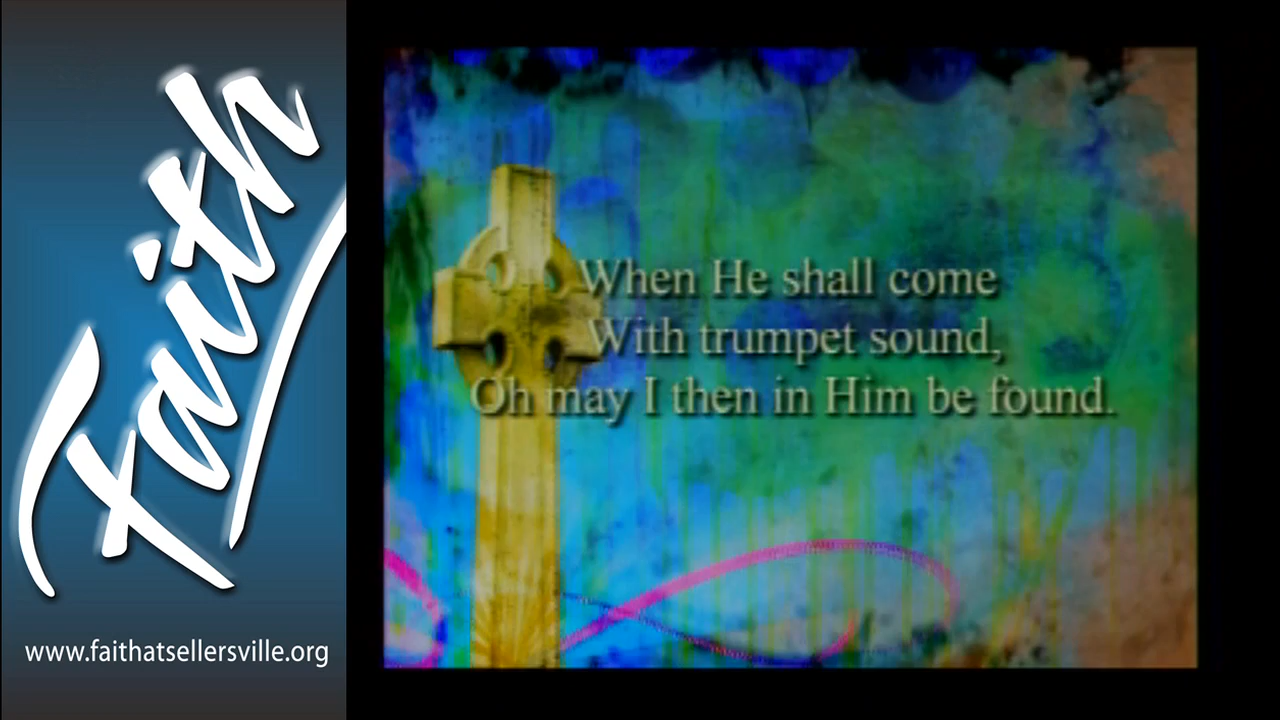 Faith
www.faithatsellersville.org
When He shall come
With trumpet sound,
Oh may I then in Him be found.